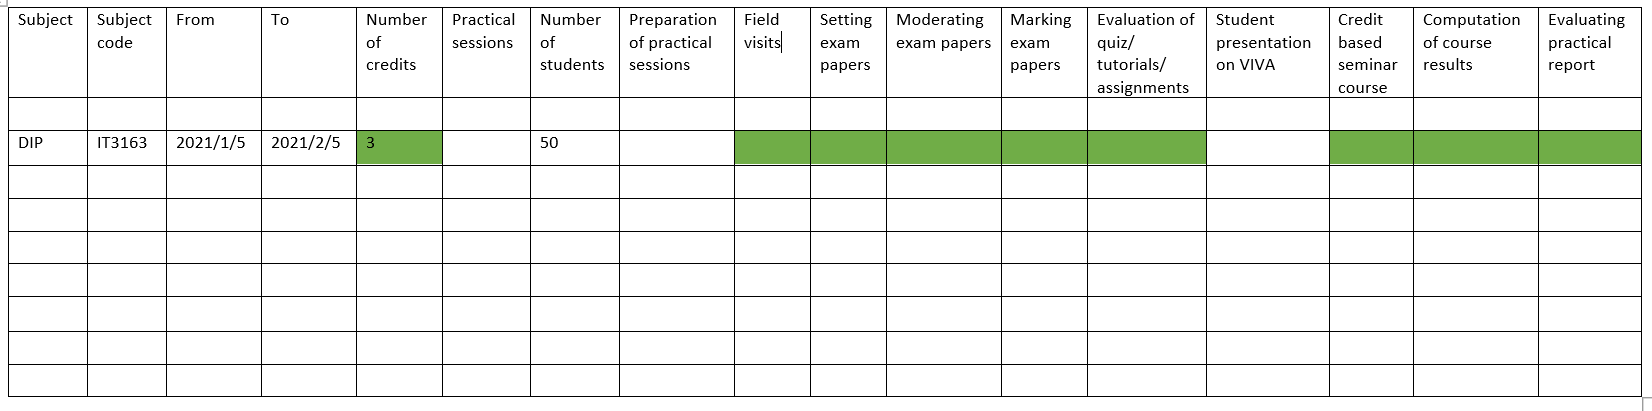 Subject
Subject
code
From
To
Number
of
credits
Practical
sessions
Number
of
students
Preparation
of practical
sessions
Field
visits
Setting
exam
papers
Moderating
exam papers
Marking
exam
papers
Evaluation of
quiz/
tutorials/
assignments
Student
presentation
on VIVA
Credit
based
seminar
course
Computation
of course
results
Evaluating
practical
report
DIP
IT3163
2021/1/5
2021/2/5
3
50